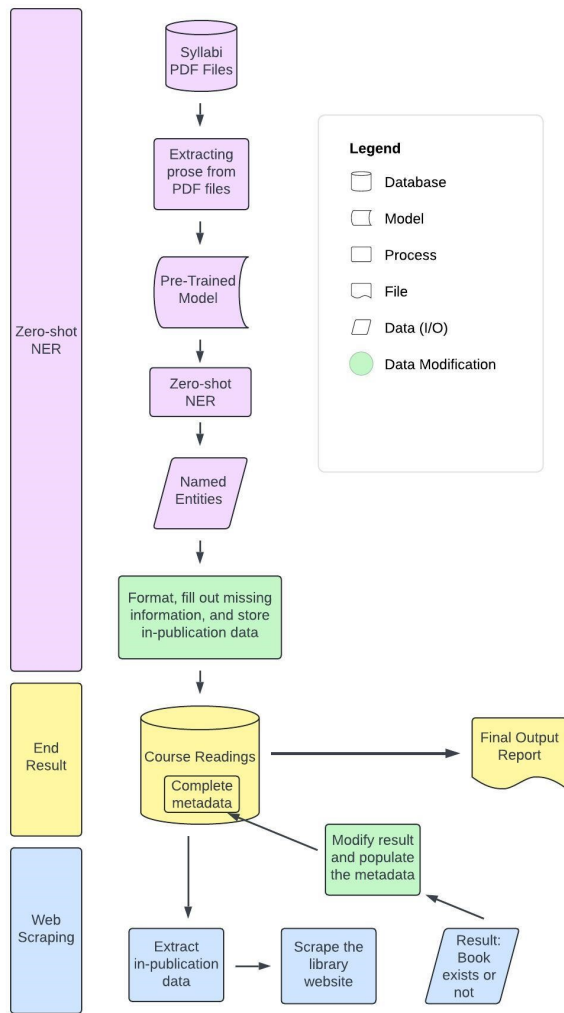 Syllabi
PDF Files
Extracting
prose from
PDF files
Pre-Trained
Model
Zero-shot
NER
Zero-shot
NER
Named
Entities
Format, fill out missing
information, and store
in-publication data
Legend
Database
Model
Process
File
Data (I/O)
Data Modification
End
Result
Course Readings
Complete
metadata
Final Output
Report
Modify result
and populate
the metadata
Web
Scraping
Extract
in-publication
data
Scrape the
library
website
Result:
Book
exists or
not